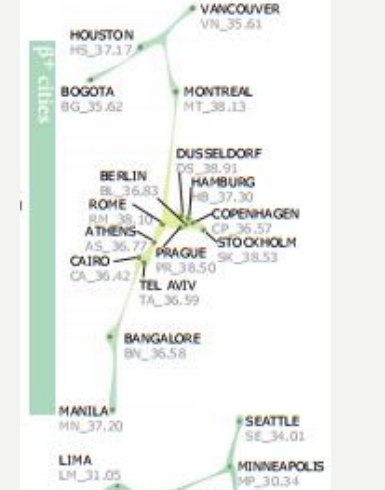 VANCOUVER
VN_35.61
HOUSTON
HS_37.17
β+ cities
BOGOTA
BG_35.62
MONTREAL
MT_38.13
DUSSELDORF
DS_38.91
BERLIN
BL_36.83
HAMBURG
HB_37.30
ROME
RM_38.10
COPENHAGEN
CP_36.57
ATHENS
AS_36.77
STOCKHOLM
SK_38.53
PRAGUE
PR_38.50
CAIRO
CA_36.42
TEL AVIV
TA_36.59
BANGALORE
BN_36.58
MANILA
MN_37.20
SEATTLE
SE_34.01
LIMA
LM_31.05
MINNEAPOLIS
MP_30.34